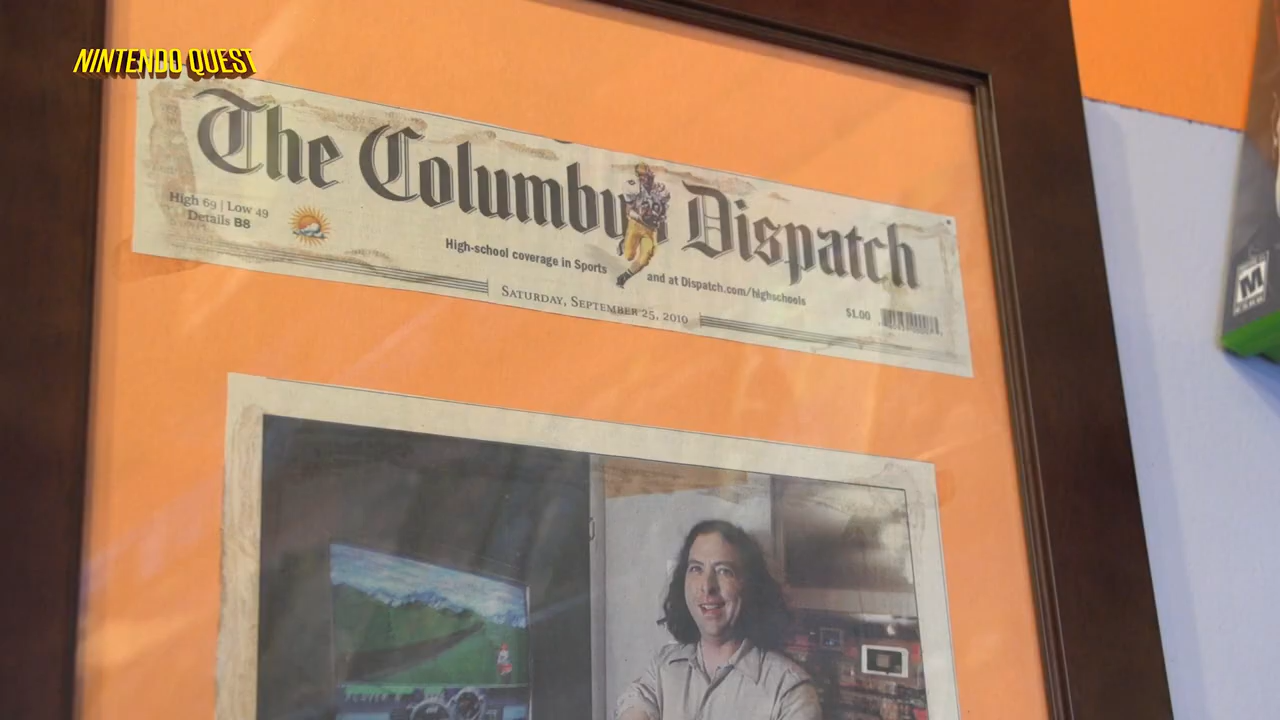 NINTENDO QUEST
The Columbus Dispatch
High 69 | Low 49
Details B8
High-school coverage in Sports
and at Dispatch.com/highschools
SATURDAY, SEPTEMBER 25, 2010
$1.00
M